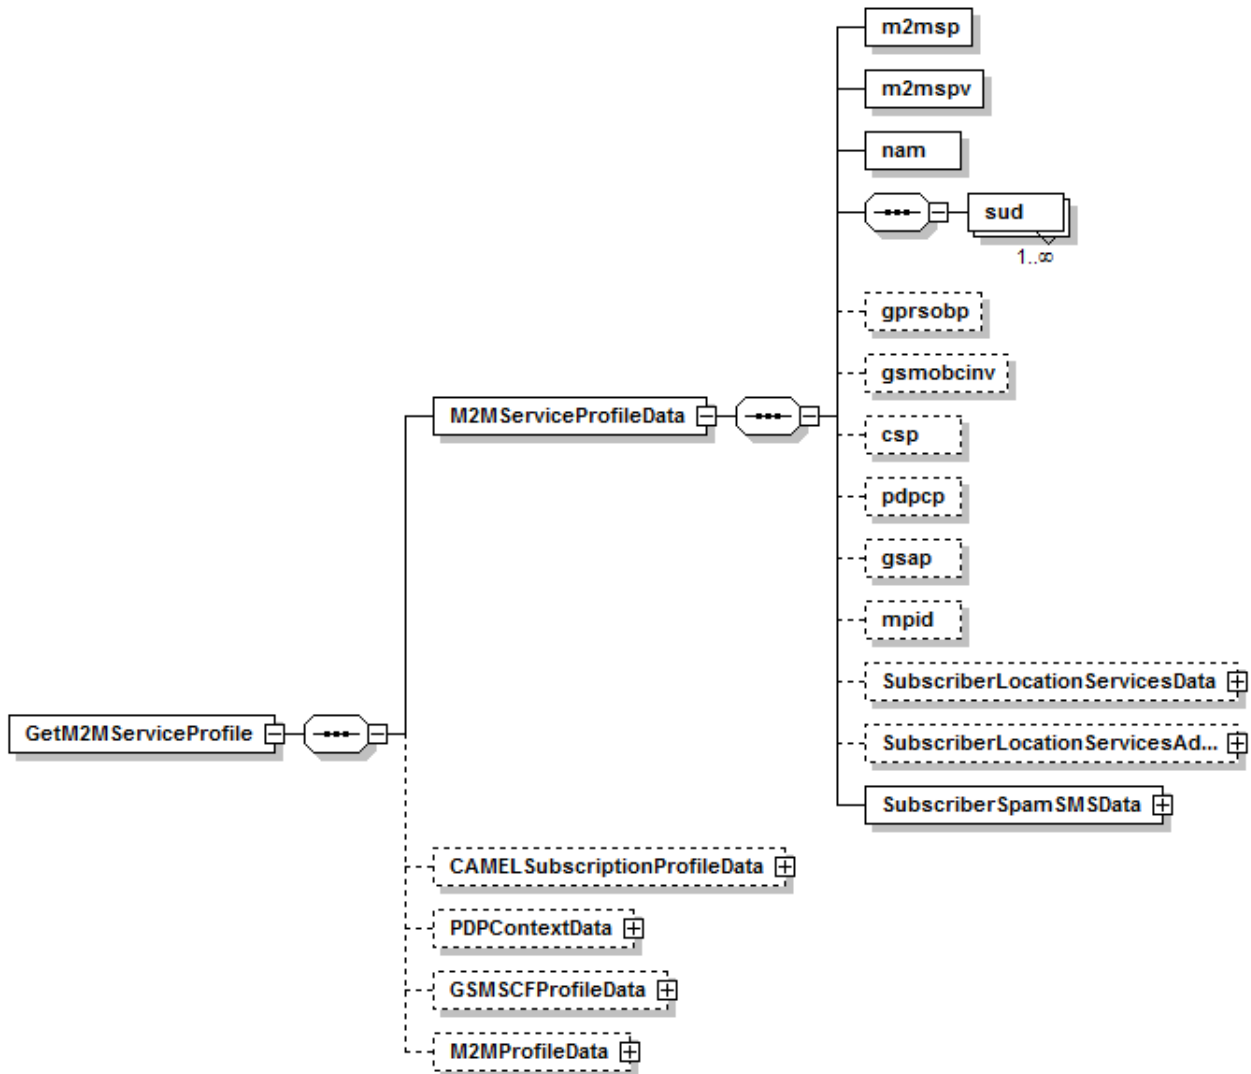 m2msp
m2mspv
nam
sud
1..∞
gprsobp
gsmobcinv
M2MServiceProfileData
csp
pdpcp
gsap
mpid
SubscriberLocationServicesData
GetM2MServiceProfile
SubscriberLocationServicesAd...
SubscriberSpamSMSData
CAMELSubscriptionProfileData
PDPContextData
GSMSCFProfileData
M2MProfileData